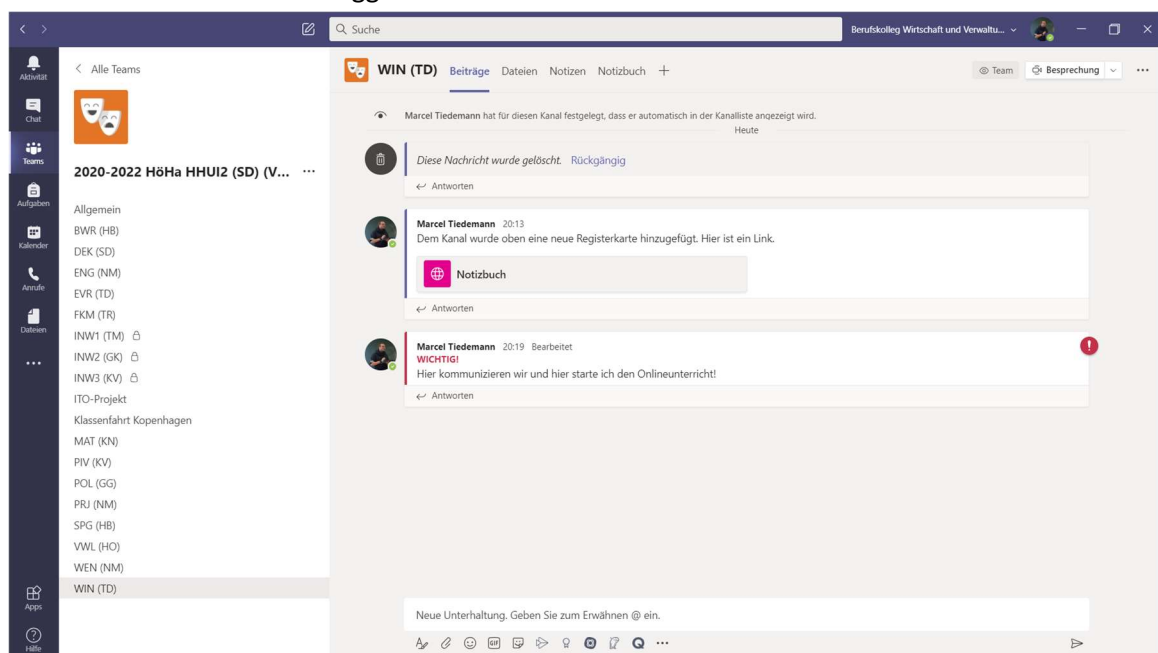 Suche
Berufskolleg Wirtschaft und Verwaltu...
Aktivität
Chat
Teams
Aufgaben
Kalender
Anrufe
Dateien
Apps
Hilfe
Alle Teams
2020-2022 HöHa HHUI2 (SD) (V...
Allgemein
BWR (HB)
DEK (SD)
ENG (NM)
EVR (TD)
FKM (TR)
INW1 (TM)
INW2 (GK)
INW3 (KV)
ITO-Projekt
Klassenfahrt Kopenhagen
MAT (KN)
PIV (KV)
POL (GG)
PRJ (NM)
SPG (HB)
VWL (HO)
WEN (NM)
WIN (TD)
WIN (TD) Beiträge Dateien Notizen Notizbuch
Team Besprechung
Marcel Tiedemann hat für diesen Kanal festgelegt, dass er automatisch in der Kanalliste angezeigt wird.
Heute
Diese Nachricht wurde gelöscht. Rückgängig
Antworten
Marcel Tiedemann 20:13
Dem Kanal wurde oben eine neue Registerkarte hinzugefügt. Hier ist ein Link.
Notizbuch
Antworten
Marcel Tiedemann 20:19 Bearbeitet
WICHTIG!
Hier kommunizieren wir und hier starte ich den Onlineunterricht!
Antworten
Neue Unterhaltung. Geben Sie zum Erwähnen @ ein.
GIF